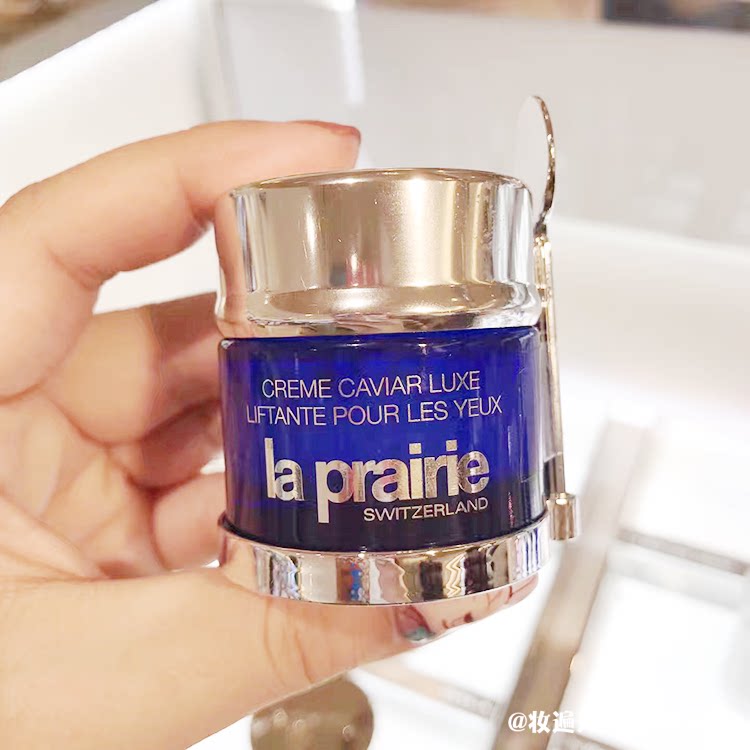 CREME CAVIAR LUXE
LIFTANTE POUR LES YEUX
la prairie
SWITZERLAND
@妆遍